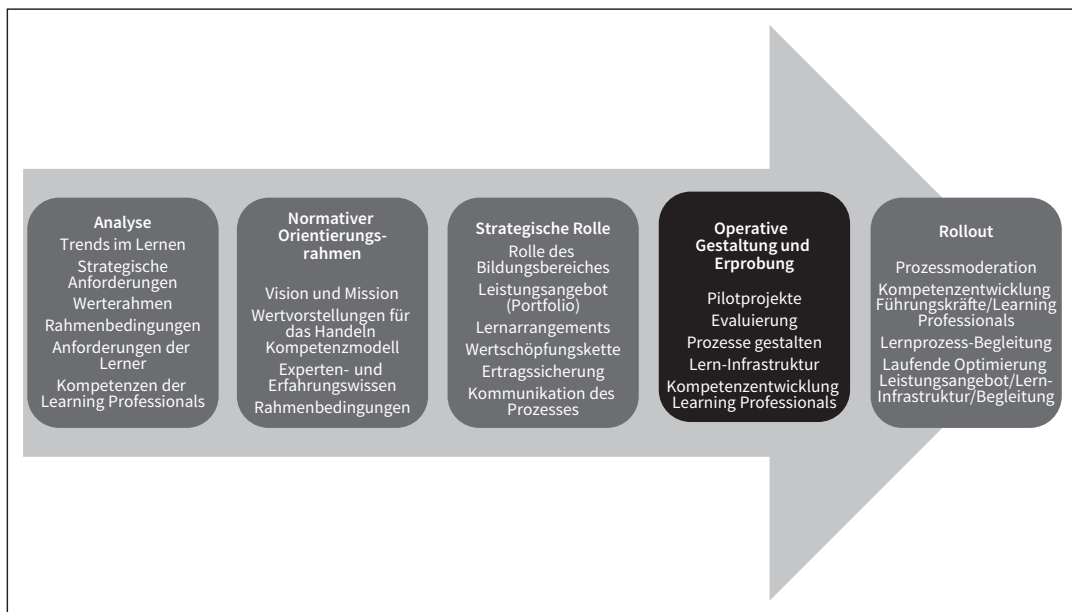 Analyse
Trends im Lernen
Strategische
Anforderungen
Werterahmen
Rahmenbedingungen
Anforderungen der
Lerner
Kompetenzen der
Learning Professionals
Normativer
Orientierungs-
rahmen
Vision und Mission
Wertvorstellungen für
das Handeln
Kompetenzmodell
Experten- und
Erfahrungswissen
Rahmenbedingungen
Strategische Rolle
Rolle des
Bildungsbereiches
Leistungsangebot
(Portfolio)
Lernarrangements
Wertschöpfungskette
Ertragssicherung
Kommunikation des
Prozesses
Operative
Gestaltung und
Erprobung
Pilotprojekte
Evaluierung
Prozesse gestalten
Lern-Infrastruktur
Kompetenzentwicklung
Learning Professionals
Rollout
Prozessmoderation
Kompetenzentwicklung
Führungskräfte/Learning
Professionals
Lernprozess-Begleitung
Laufende Optimierung
Leistungsangebot/Lern-
Infrastruktur/Begleitung